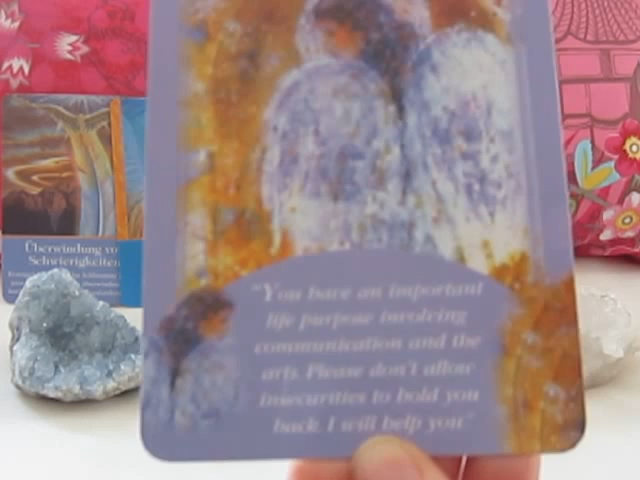 Überwindung vo
Schwierigkeiten
"You have an important
life purpose involving
communication and the
arts. Please don't allow
insecurities to hold you
back. I will help you"